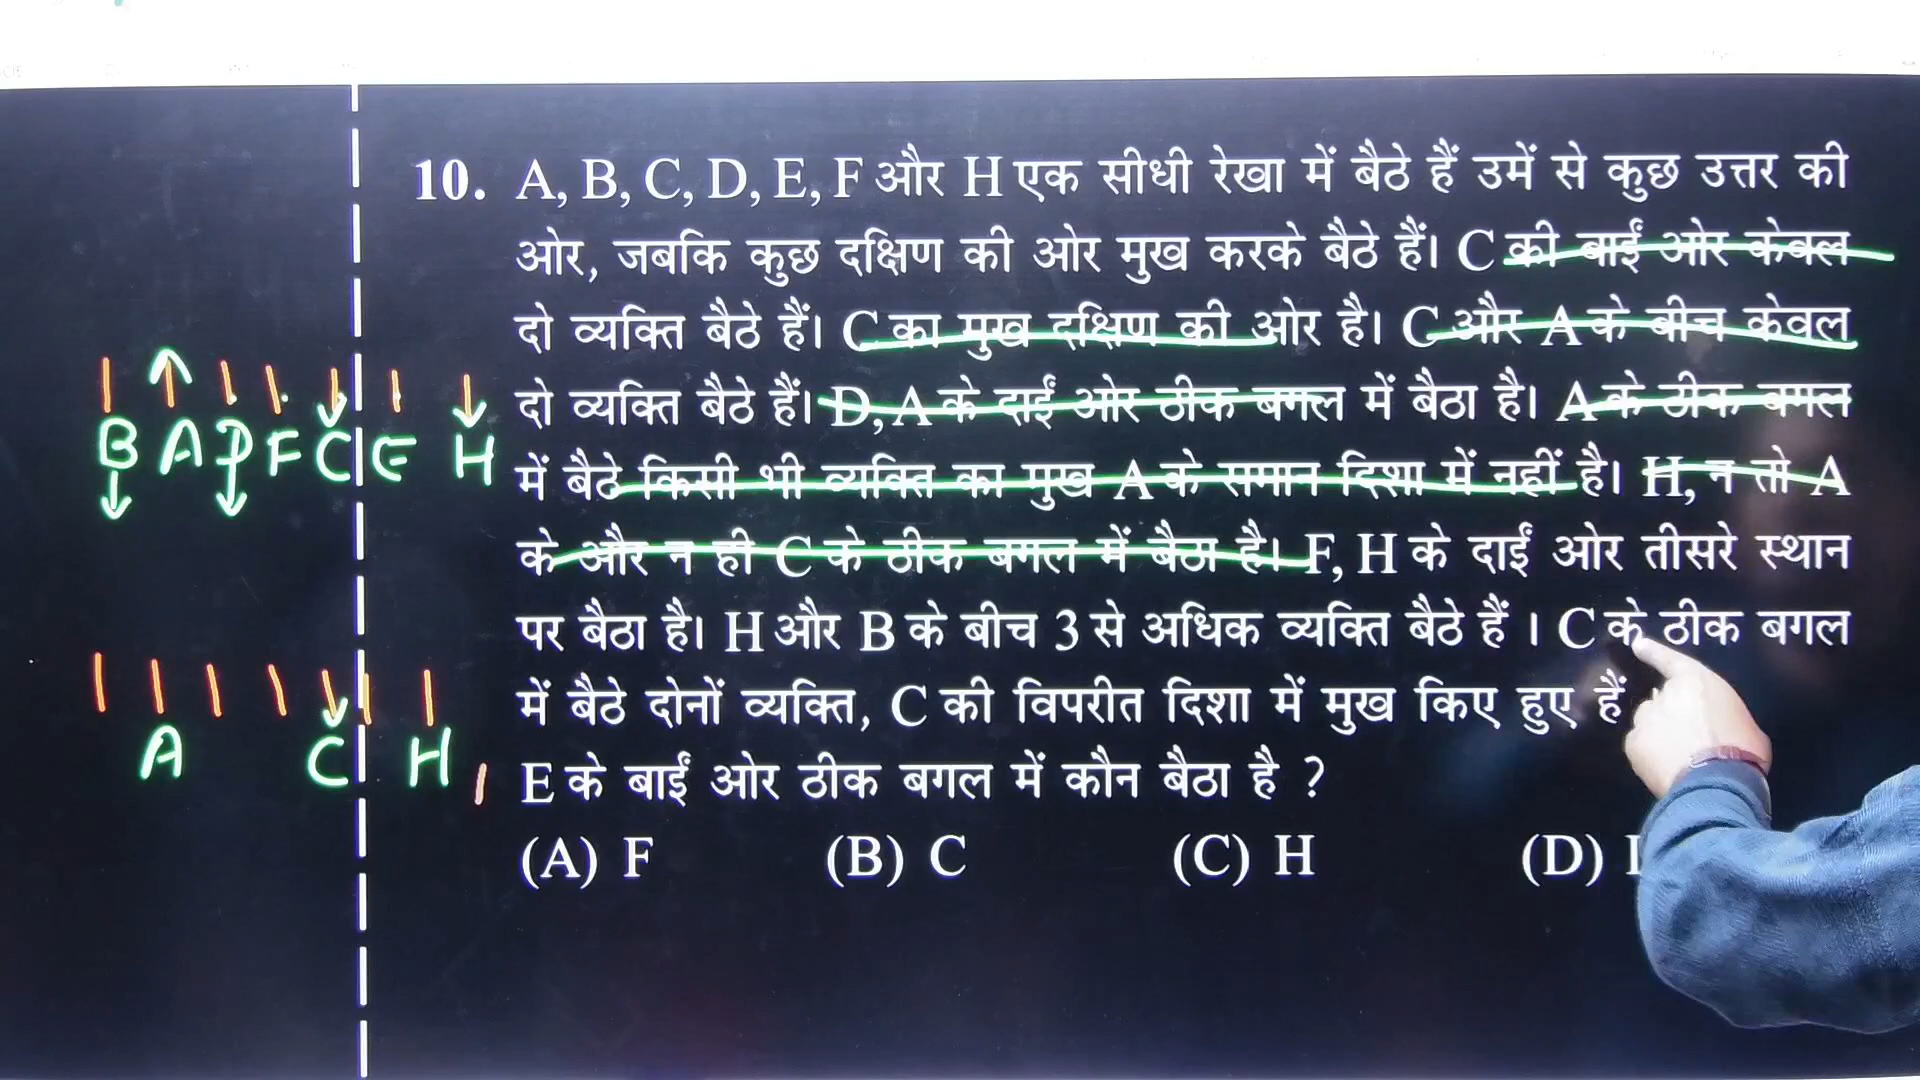 10. A, B, C, D, E, F और H एक सीधी रेखा में बैठे हैं उमें से कुछ उत्तर की
ओर, जबकि कुछ दक्षिण की ओर मुख करके बैठे हैं। C की बाईं ओर केवल
दो व्यक्ति बैठे हैं। C का मुख दक्षिण की ओर है। C और A के बीच केवल
दो व्यक्ति बैठे हैं। D, A के दाईं ओर ठीक बगल में बैठा है। A के ठीक बगल
में बैठे किसी भी व्यक्ति का मुख A के समान दिशा में नहीं है। H, न तो A
के और न ही C के ठीक बगल में बैठा है। F, H के दाईं ओर तीसरे स्थान
पर बैठा है। H और B के बीच 3 से अधिक व्यक्ति बैठे हैं । C के ठीक बगल
में बैठे दोनों व्यक्ति, C की विपरीत दिशा में मुख किए हुए हैं
E के बाईं ओर ठीक बगल में कौन बैठा है ?
(A) F (B) C (C) H (D)
B A D F C E H
A C H